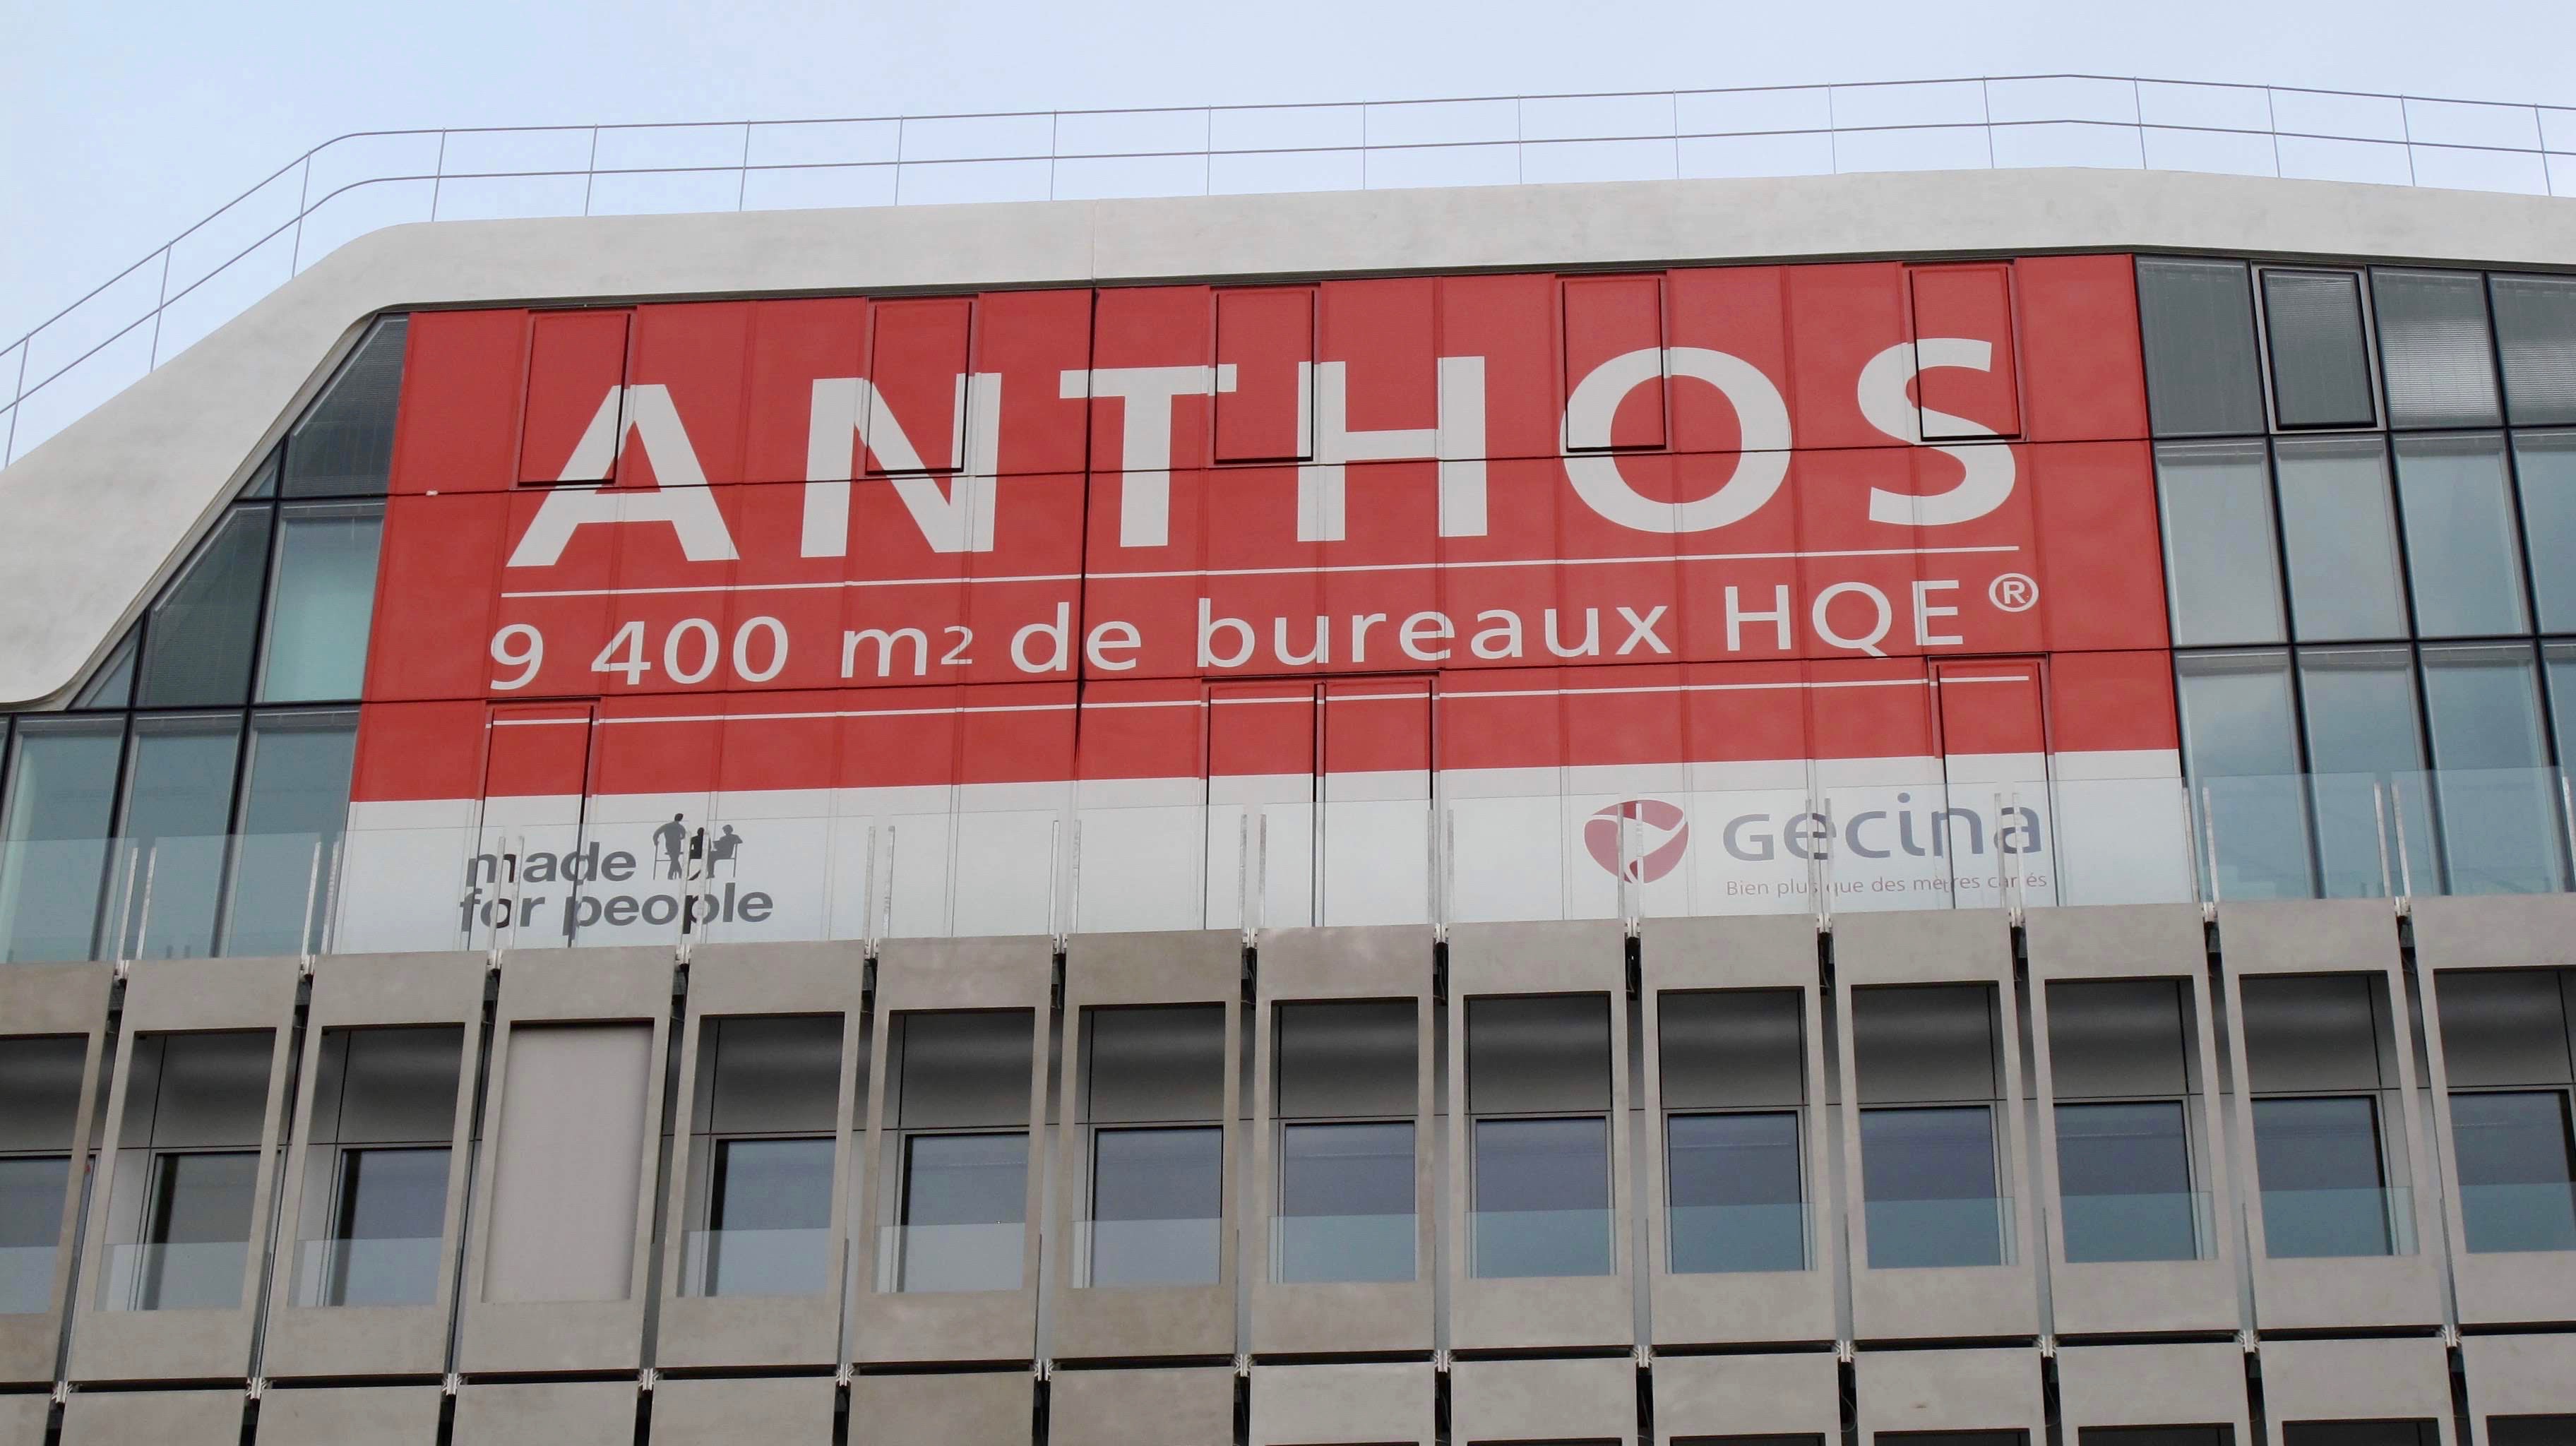 ANTHOS
9 400 m2 de bureaux HQE ®
made
for people
Gecina
Bien plus que des mètres carrés